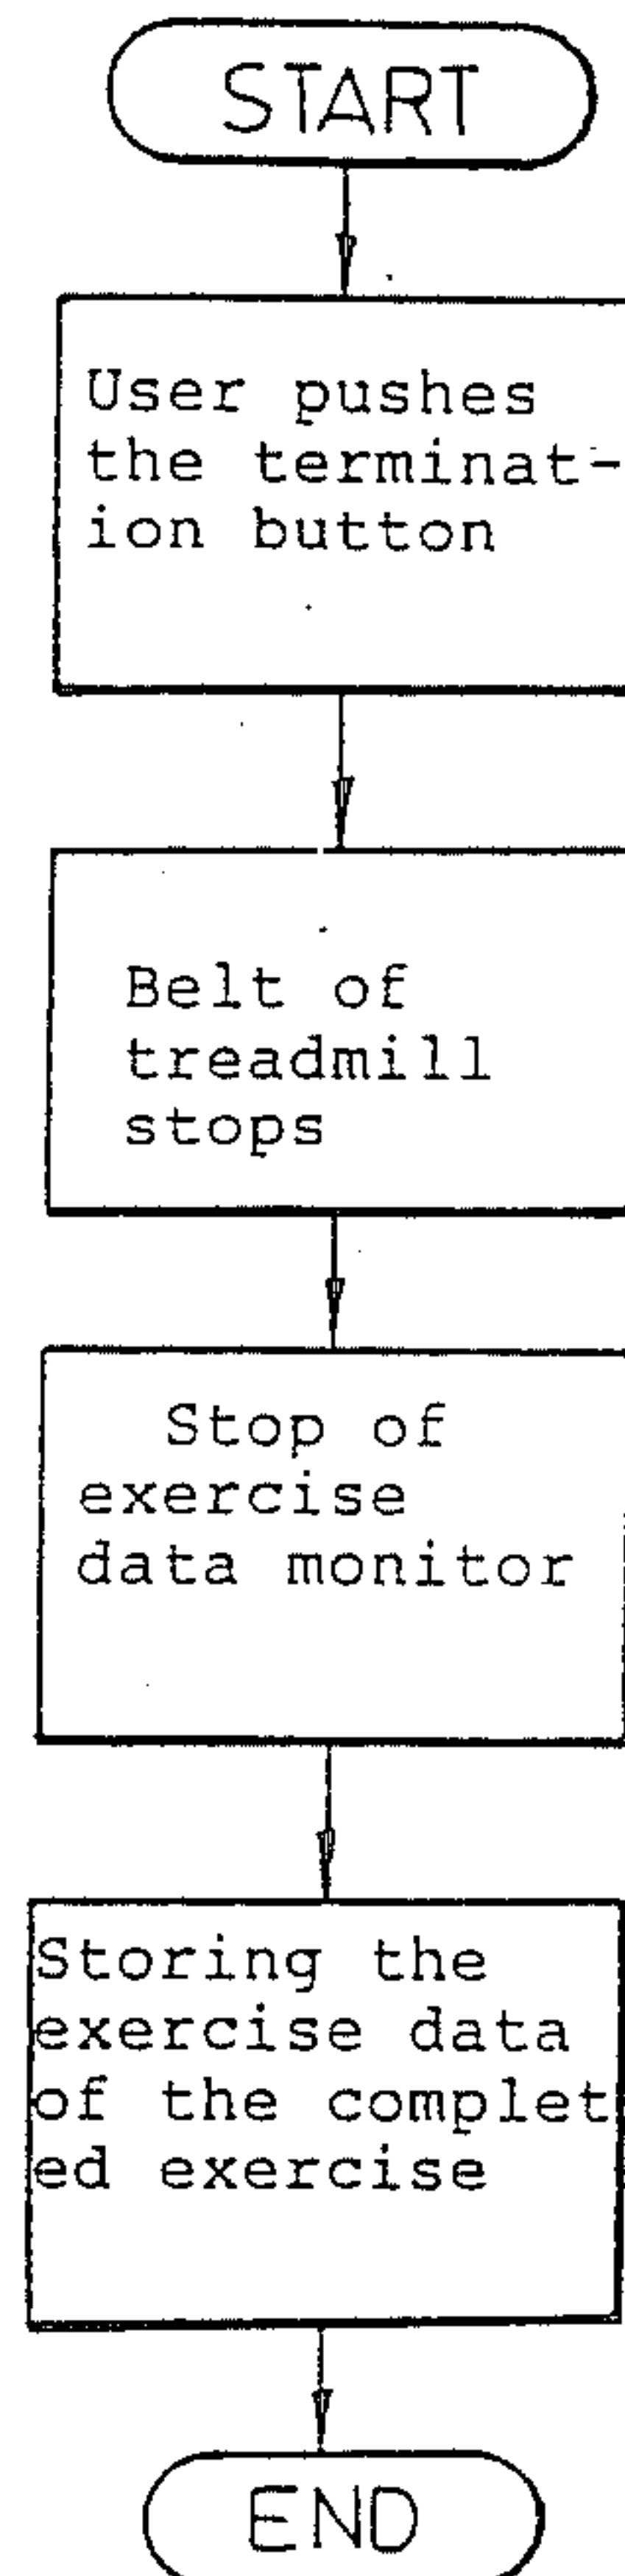 START
User pushes
the terminat-
ion button
Belt of
treadmill
stops
Stop of
exercise
data monitor
Storing the
exercise data
of the complet
ed exercise
END